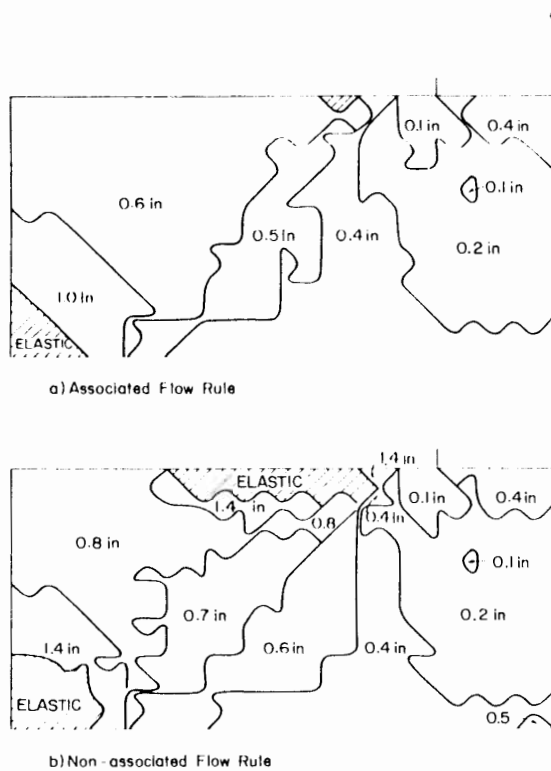 0.1 in
0.4 in
0.6 in
0.1 in
0.5 in
0.4 in
0.2 in
1.0 in
ELASTIC
a) Associated Flow Rule
1.4 in
ELASTIC
1.4 in
0.1 in
0.4 in
0.8
0.4 in
0.8 in
0.1 in
0.7 in
0.2 in
1.4 in
0.6 in
0.4 in
ELASTIC
0.5
b) Non-associated Flow Rule